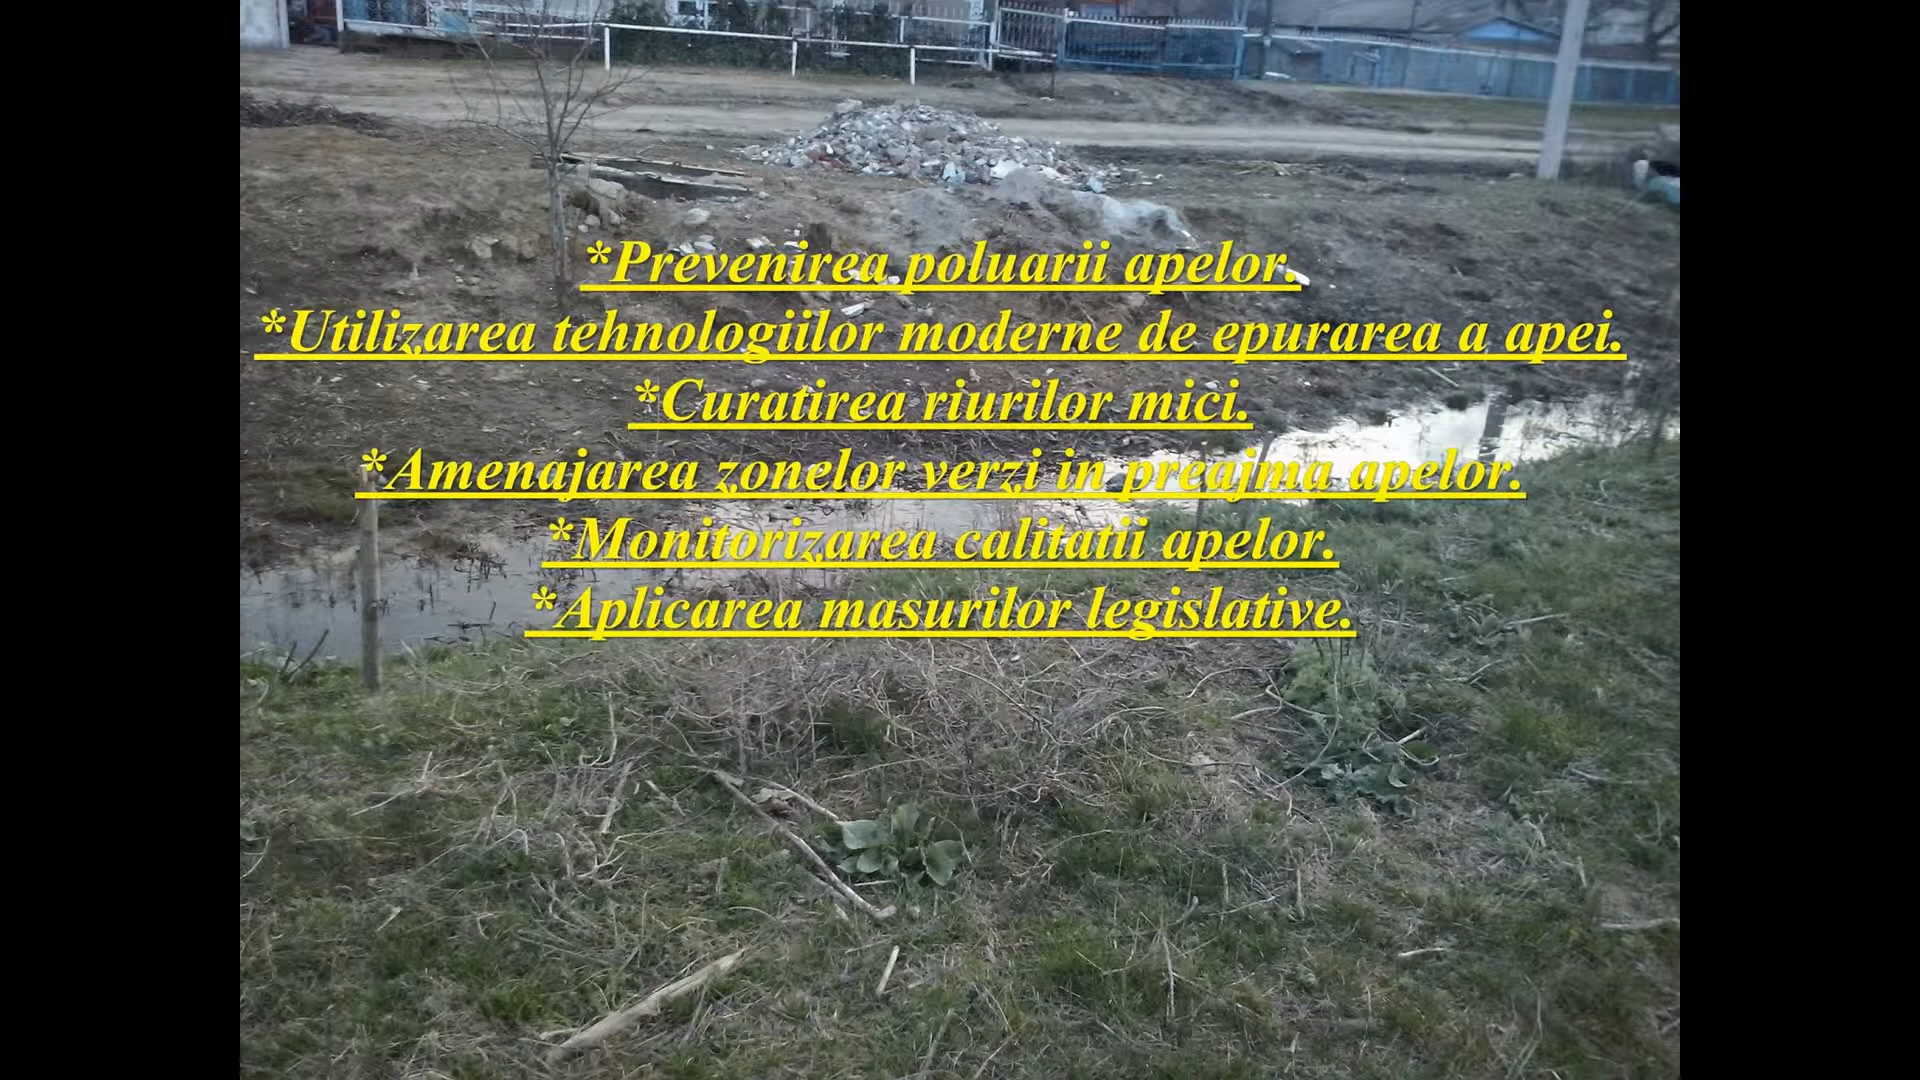 *Prevenirea poluarii apelor.
*Utilizarea tehnologiilor moderne de epurarea a apei.
*Curatirea riurilor mici.
*Amenajarea zonelor verzi in preajma apelor.
*Monitorizarea calitatii apelor.
*Aplicarea masurilor legislative.